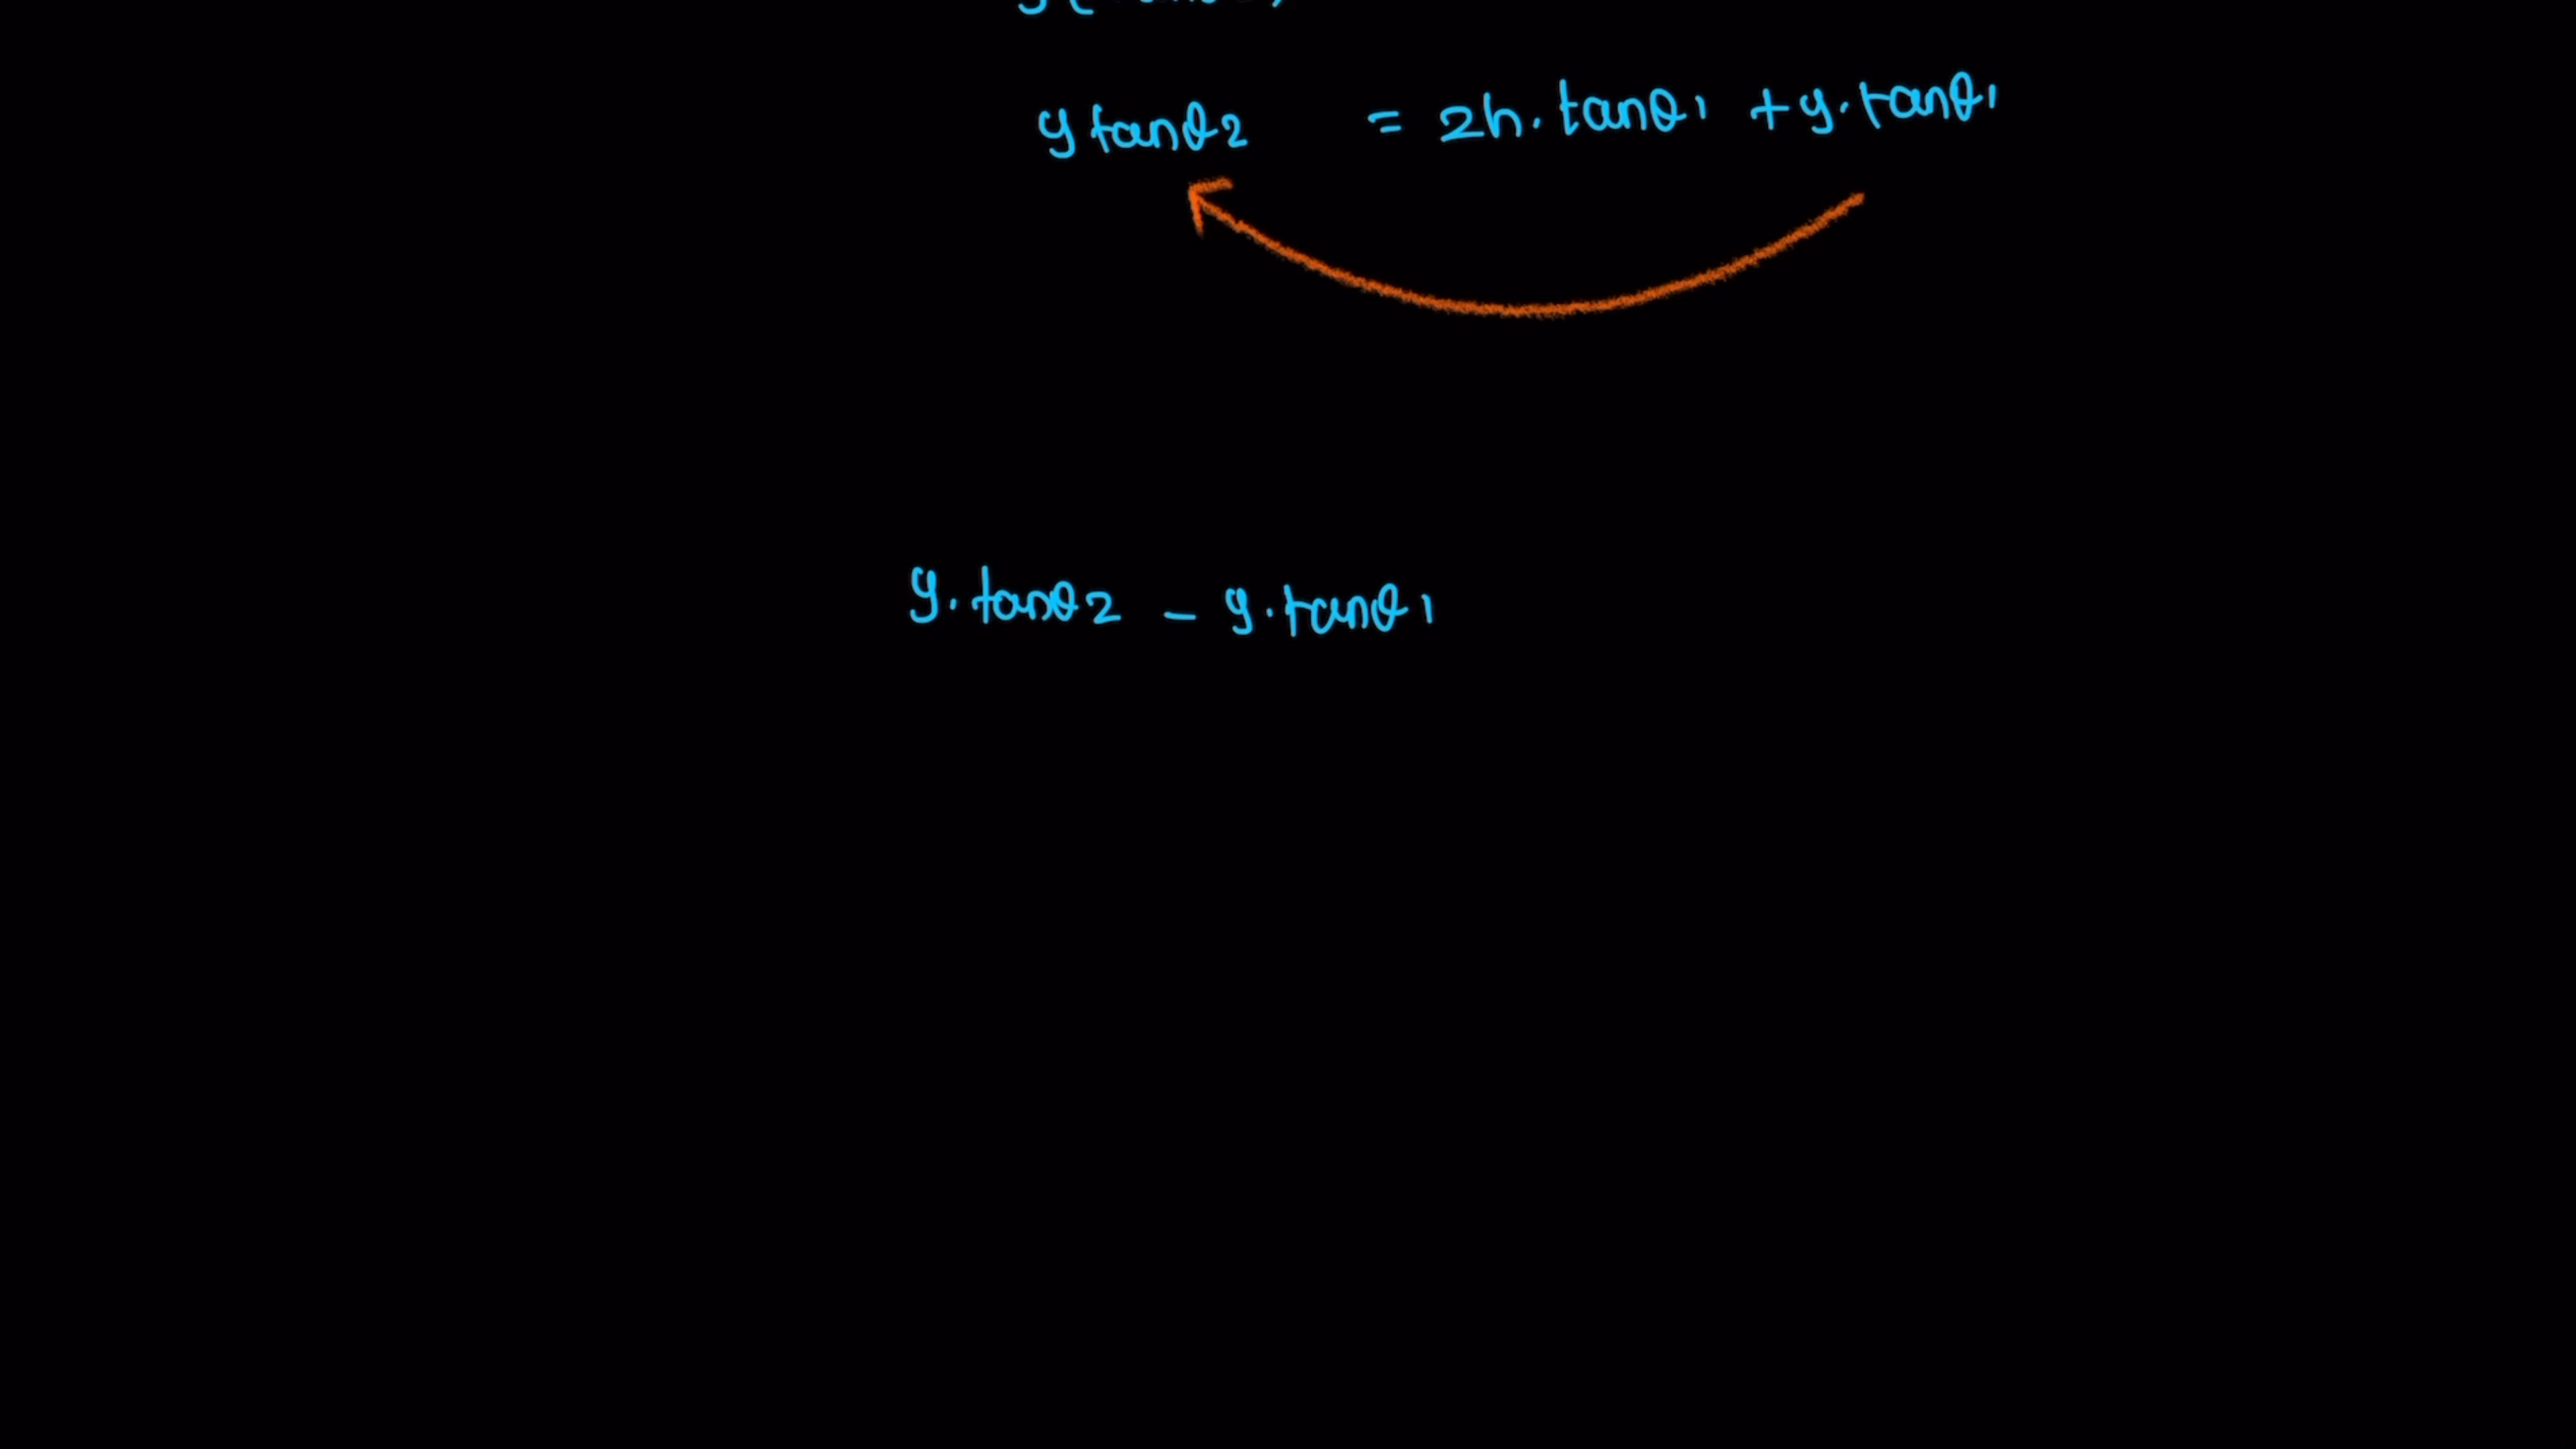 y tanθ2 = 2h. tanθ1 + y. tanθ1
y. tanθ2 - y. tanθ1